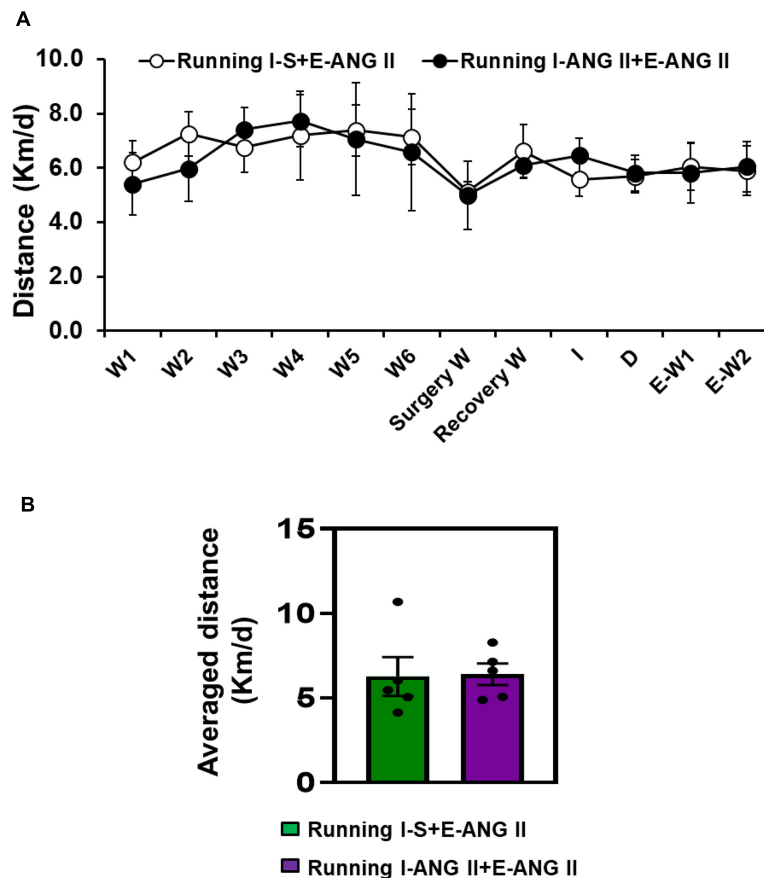 A
Running I-S+E-ANG II
Running I-ANG II+E-ANG II
Distance (Km/d)
10.0
8.0
6.0
4.0
2.0
0.0
W1
W2
W3
W4
W5
W6
Surgery W
Recovery W
I
D
E-W1
E-W2
B
Averaged distance
(Km/d)
15
10
5
0
Running I-S+E-ANG II
Running I-ANG II+E-ANG II